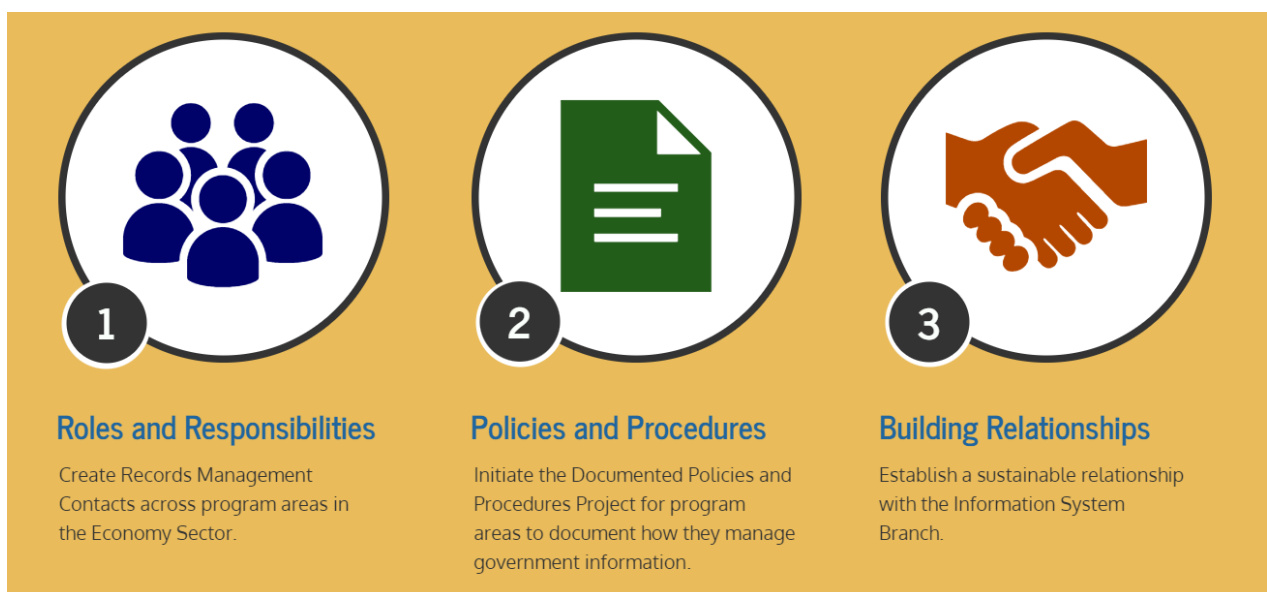 1
Roles and Responsibilities
Create Records Management
Contacts across program areas in
the Economy Sector.
2
Policies and Procedures
Initiate the Documented Policies and
Procedures Project for program
areas to document how they manage
government information.
3
Building Relationships
Establish a sustainable relationship
with the Information System
Branch.